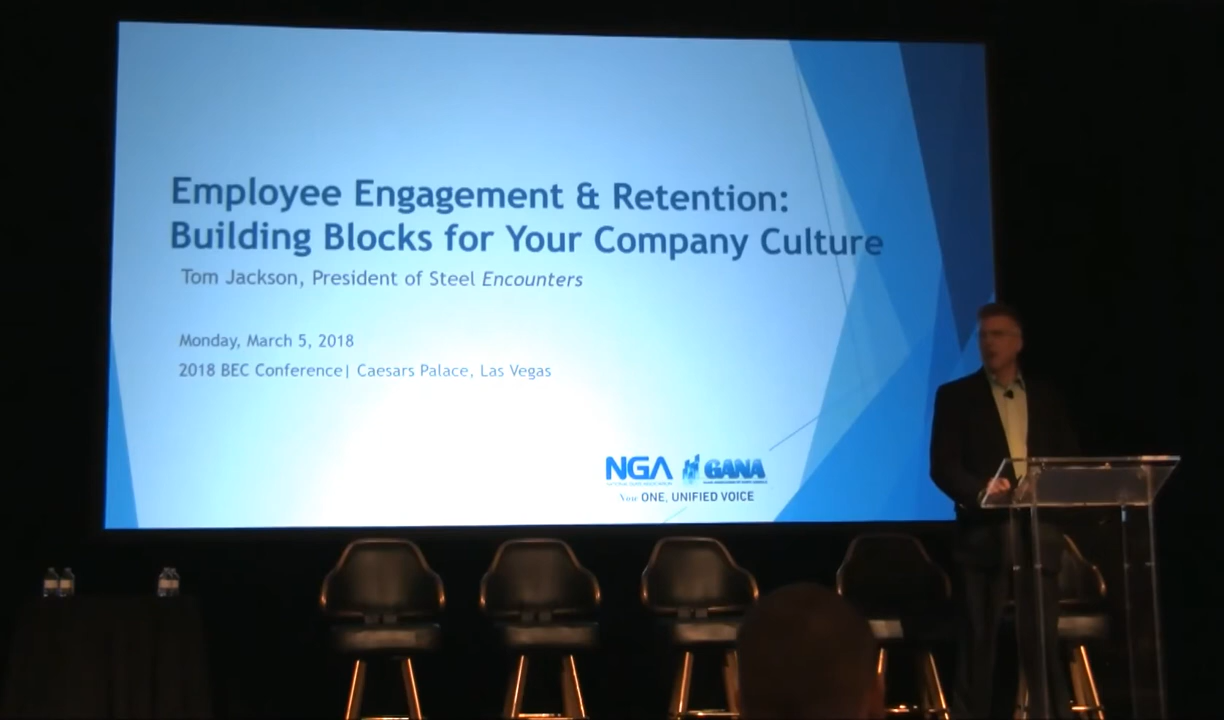 Employee Engagement & Retention:
Building Blocks for Your Company Culture
Tom Jackson, President of Steel Encounters
Monday, March 5, 2018
2018 BEC Conference| Caesars Palace, Las Vegas
NGA GANA
Now ONE, UNIFIED VOICE